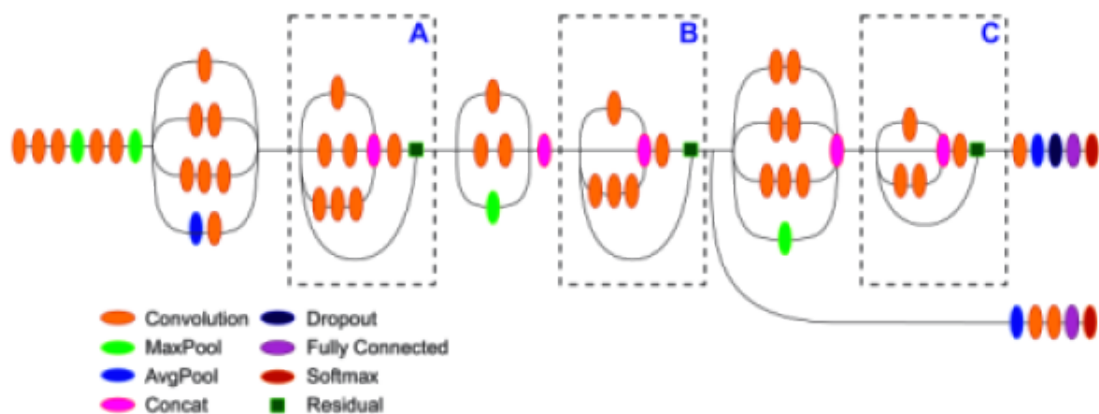 A
B
C
Convolution
Dropout
MaxPool
Fully Connected
AvgPool
Softmax
Concat
Residual